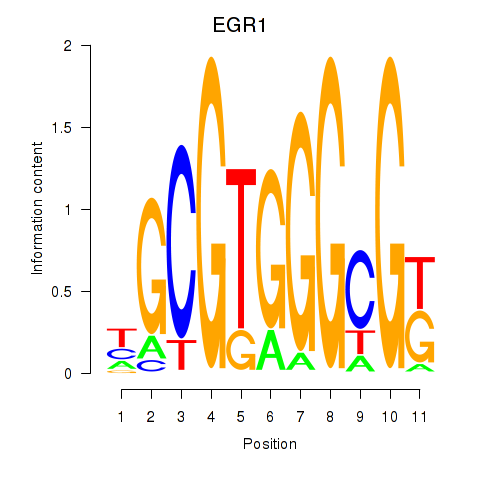 EGR1
2
1.5
1
0.5
0
Information content
T C A G
G A C
C T
G
T G
G A
G A
G
C T A
G
T G A
1 2 3 4 5 6 7 8 9 10 11
Position